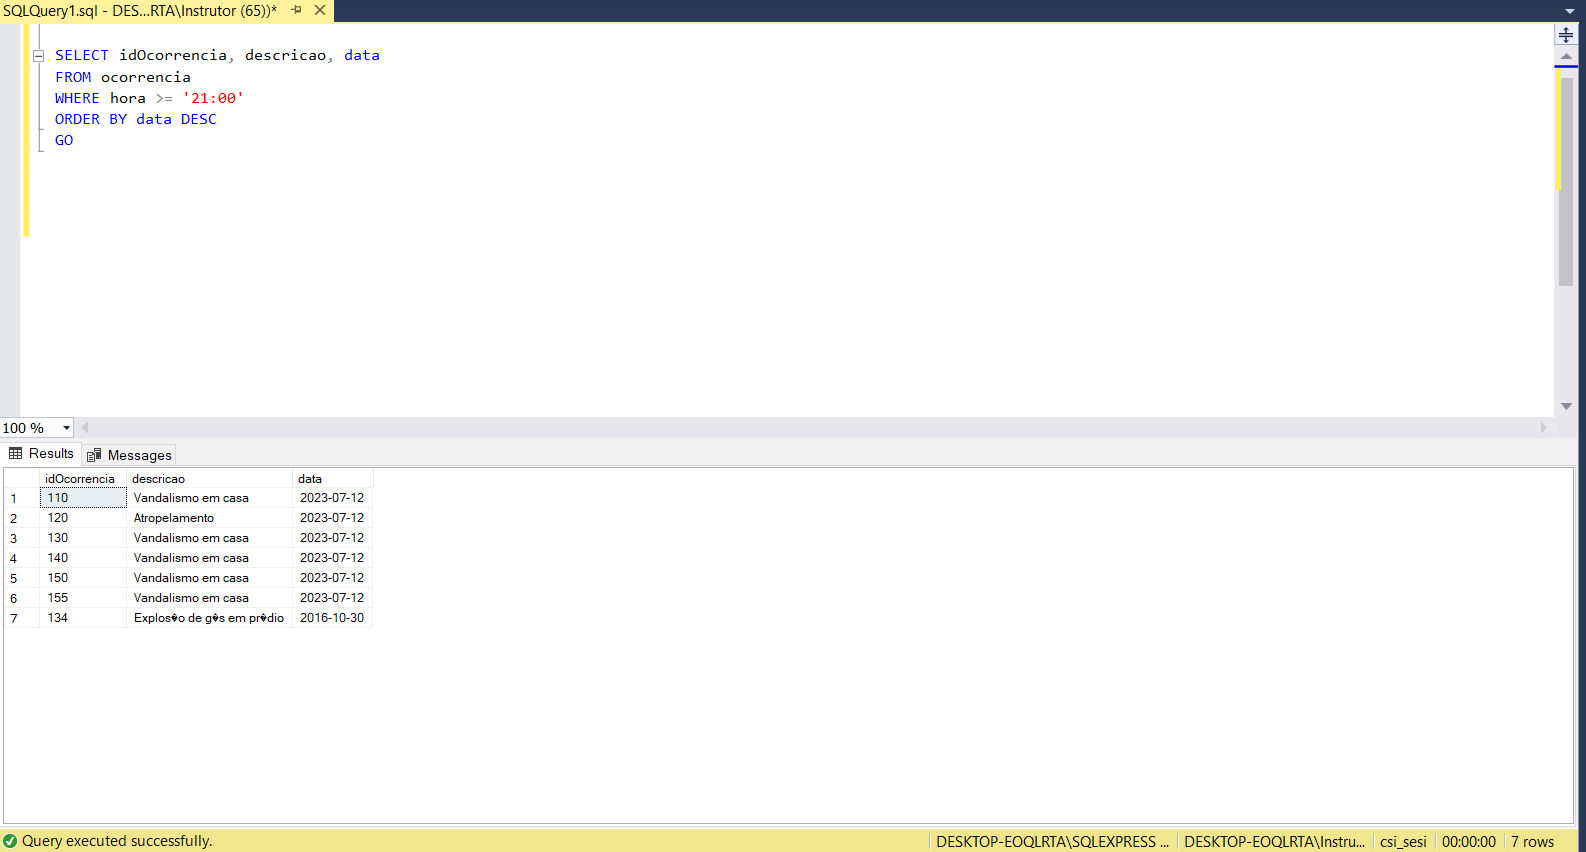 SQLQuery1.sql - DES...RTA\Instrutor (65))*
SELECT idOcorrencia, descricao, data
FROM ocorrencia
WHERE hora >= '21:00'
ORDER BY data DESC
GO
100 %
Results Messages
idOcorrencia descricao data
1 110 Vandalismo em casa 2023-07-12
2 120 Atropelamento 2023-07-12
3 130 Vandalismo em casa 2023-07-12
4 140 Vandalismo em casa 2023-07-12
5 150 Vandalismo em casa 2023-07-12
6 155 Vandalismo em casa 2023-07-12
7 134 Explos�o de g�s em pr�dio 2016-10-30
Query executed successfully. DESKTOP-EOQLRTA\SQLEXPRESS ... DESKTOP-EOQLRTA\Instru... csi_sesi 00:00:00 7 rows